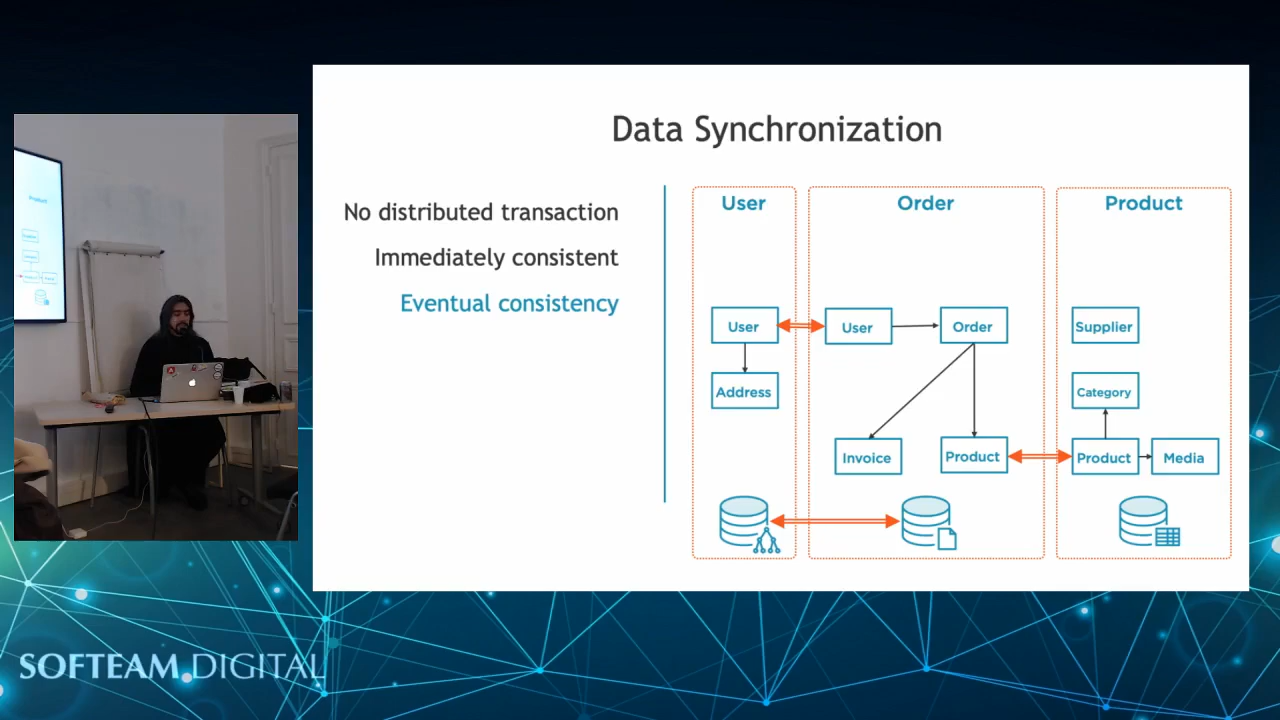 Data Synchronization
No distributed transaction
Immediately consistent
Eventual consistency
User
Order
Product
User
User
Order
Supplier
Address
Category
Invoice
Product
Product
Media
Product
SOFTEAM DIGITAL